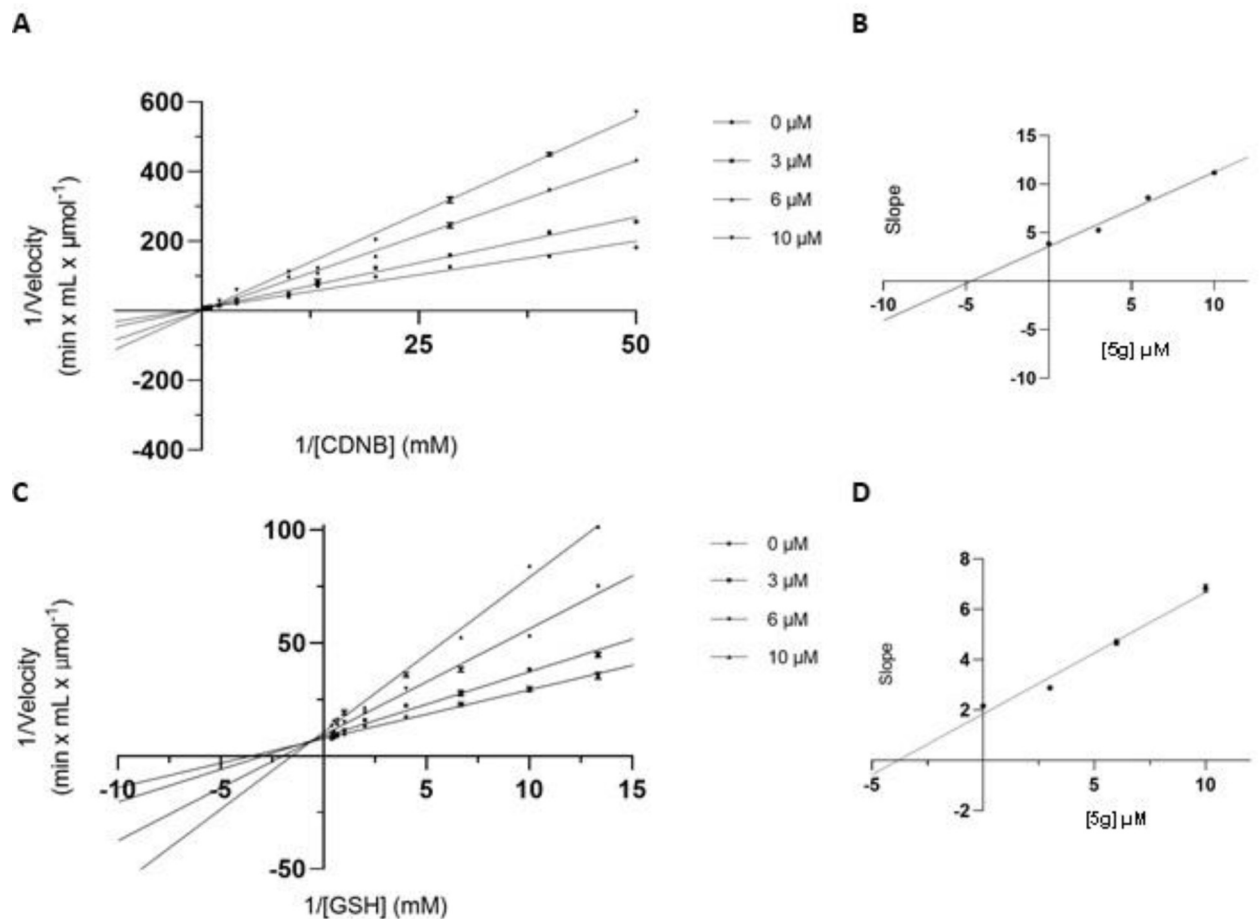 A
B
600
400
200
-200
-400
25
50
1/Velocity
(min x mL x µmol⁻¹)
1/[CDNB] (mM)
0 µM
3 µM
6 µM
10 µM
15
10
5
-5
-10
-10
-5
5
10
Slope
[5g] µM
C
D
100
50
-50
-10
-5
0
5
10
15
1/Velocity
(min x mL x µmol⁻¹)
1/[GSH] (mM)
0 µM
3 µM
6 µM
10 µM
8
6
4
2
-2
-5
0
5
10
Slope
[5g] µM